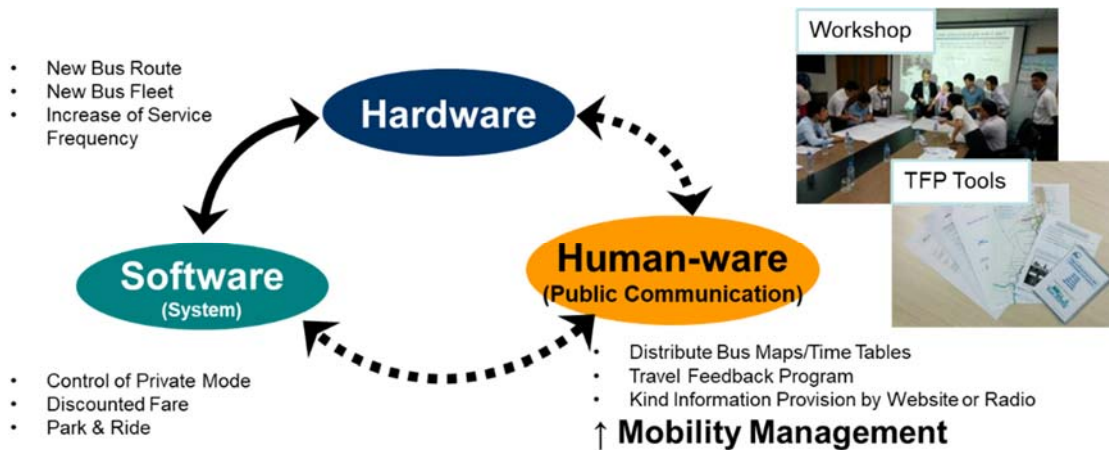 Workshop
• New Bus Route
• New Bus Fleet
• Increase of Service
Frequency
Hardware
TFP Tools
Software
(System)
Human-ware
(Public Communication)
• Control of Private Mode
• Discounted Fare
• Park & Ride
• Distribute Bus Maps/Time Tables
• Travel Feedback Program
• Kind Information Provision by Website or Radio
↑ Mobility Management